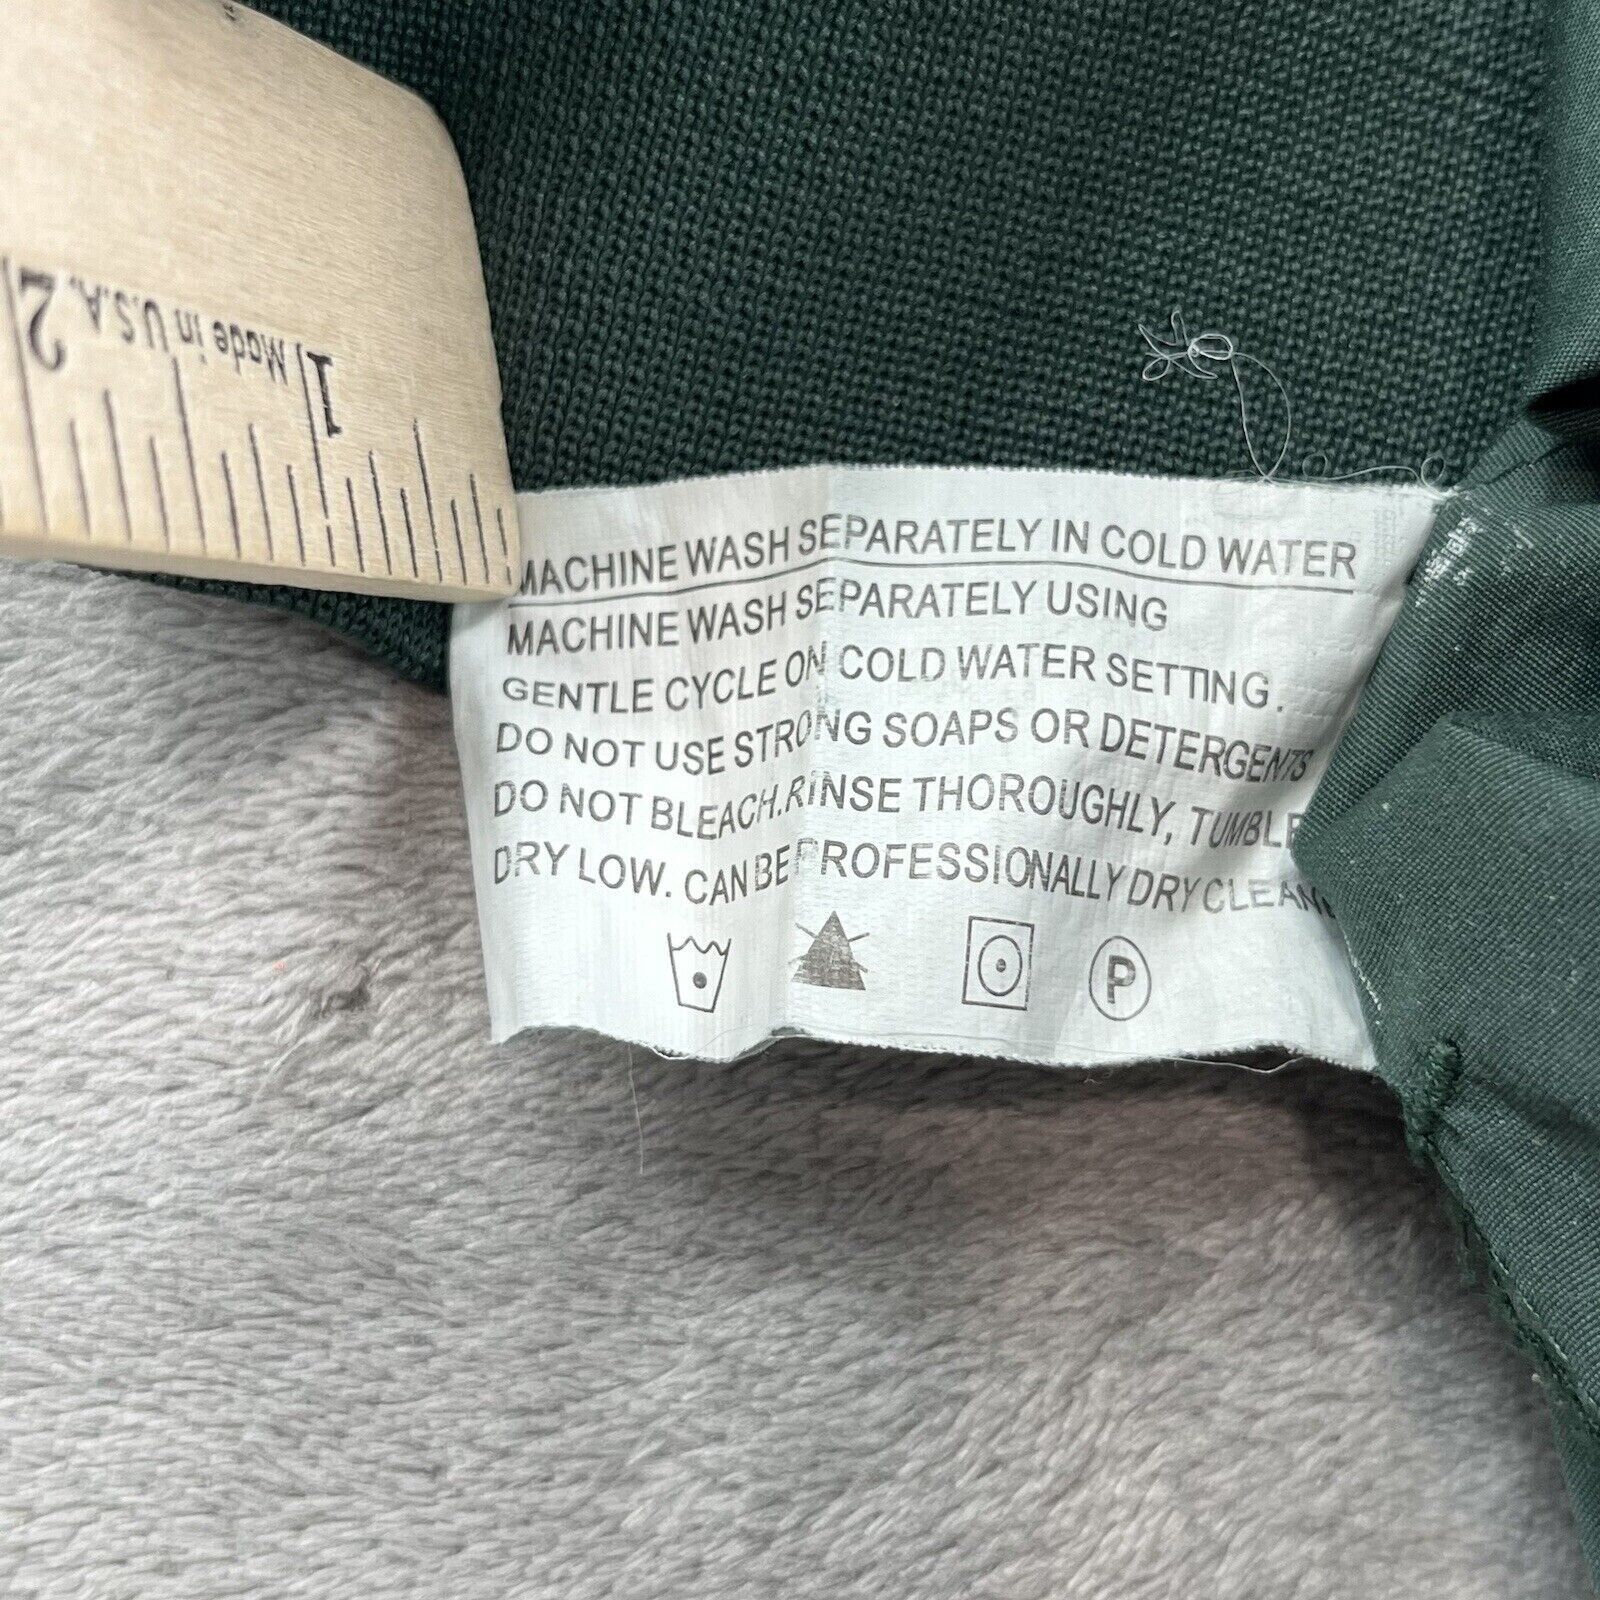 2 Made in U.S.A.
1
MACHINE WASH SEPARATELY IN COLD WATER
MACHINE WASH SEPARATELY USING
GENTLE CYCLE ON COLD WATER SETTING.
DO NOT USE STRONG SOAPS OR DETERGENTS
DO NOT BLEACH.RINSE THOROUGHLY, TUMBLE
DRY LOW. CAN BE PROFESSIONALLY DRY CLEAN
P